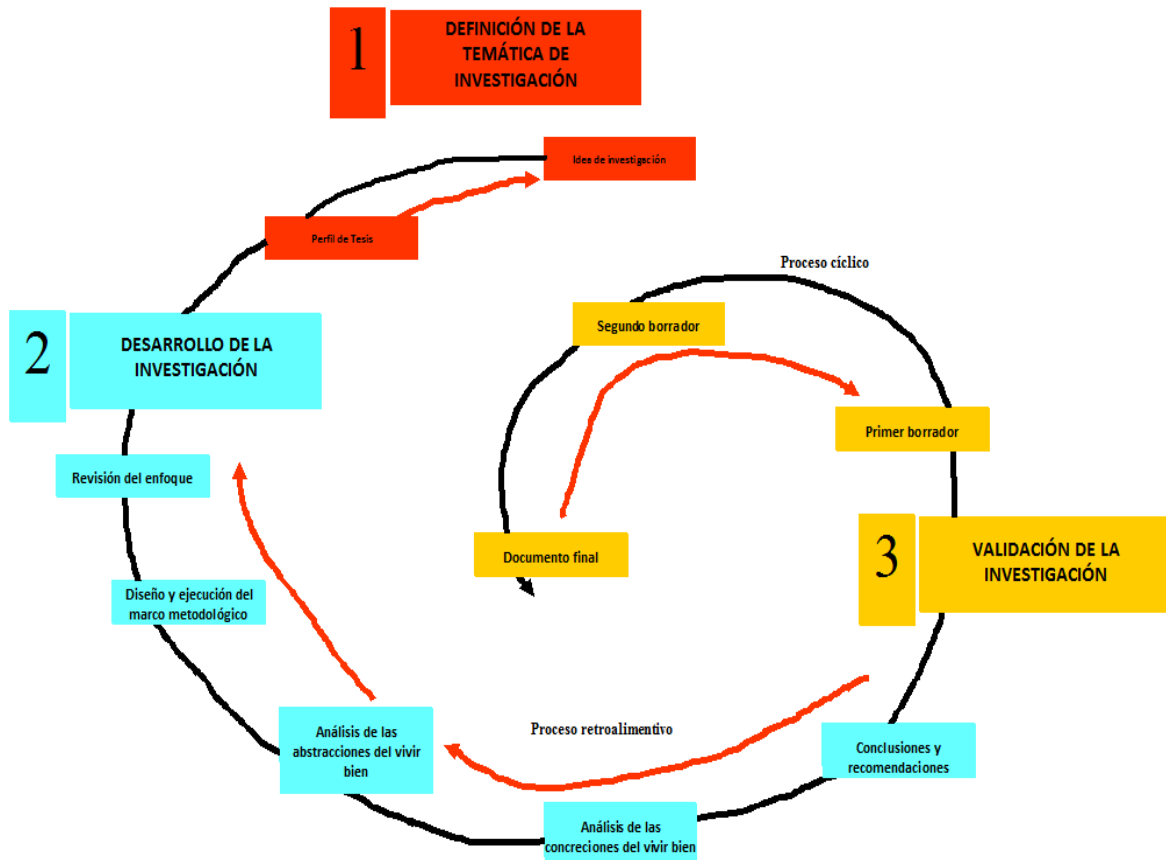 1
DEFINICIÓN DE LA
TEMÁTICA DE
INVESTIGACIÓN
Idea de investigación
Perfil de Tesis
2
DESARROLLO DE LA
INVESTIGACIÓN
Revisión del enfoque
Diseño y ejecución del
marco metodológico
Análisis de las
abstracciones del vivir
bien
Análisis de las
concreciones del vivir bien
Conclusiones y
recomendaciones
Proceso retroalimentivo
3
VALIDACIÓN DE LA
INVESTIGACIÓN
Primer borrador
Segundo borrador
Documento final
Proceso cíclico